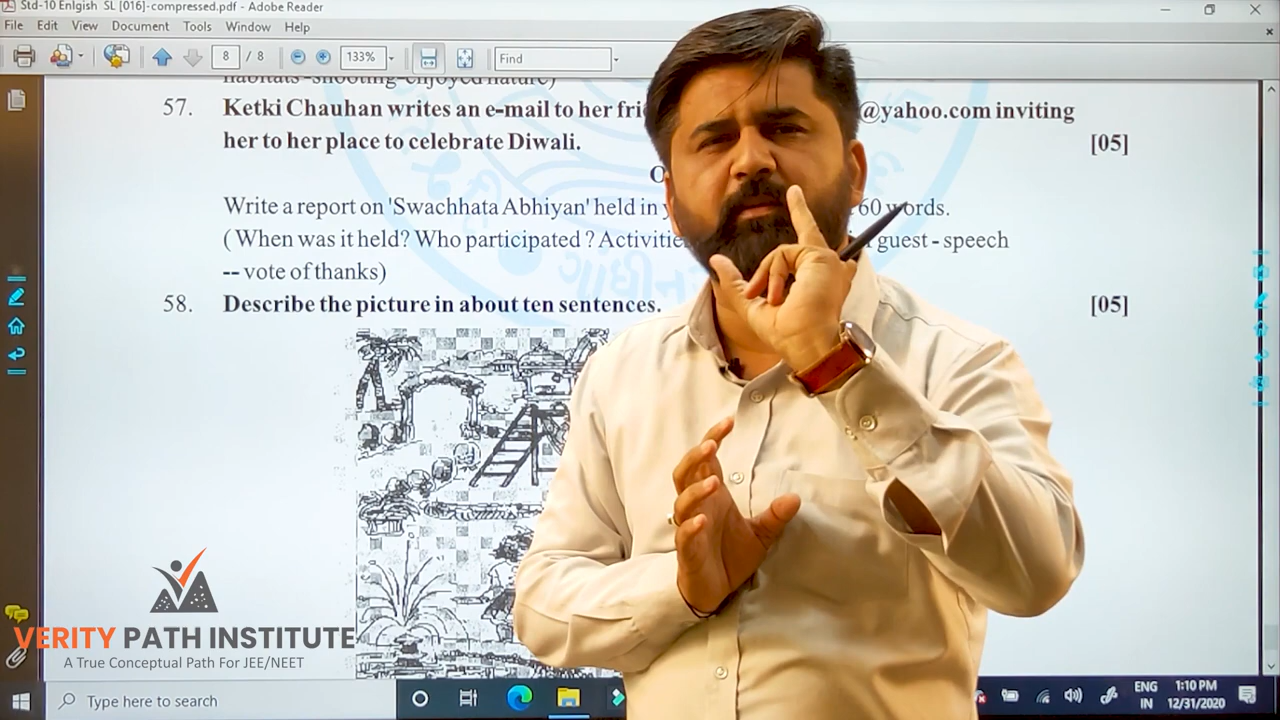 Std-10 Enlgish SL [016]-compressed.pdf - Adobe Reader
File Edit View Document Tools Window Help
8 / 8 133% Find
habitats -shooting-enjoyed nature)
57. Ketki Chauhan writes an e-mail to her @yahoo.com inviting
her to her place to celebrate Diwali. [05]
Write a report on 'Swachhata Abhiyan' held in 60 words.
( When was it held? Who participated ? guest - speech
-- vote of thanks)
58. Describe the picture in about ten sentences. [05]
VERITY PATH INSTITUTE
A True Conceptual Path For JEE/NEET
Type here to search
ENG 1:10 PM
IN 12/31/2020